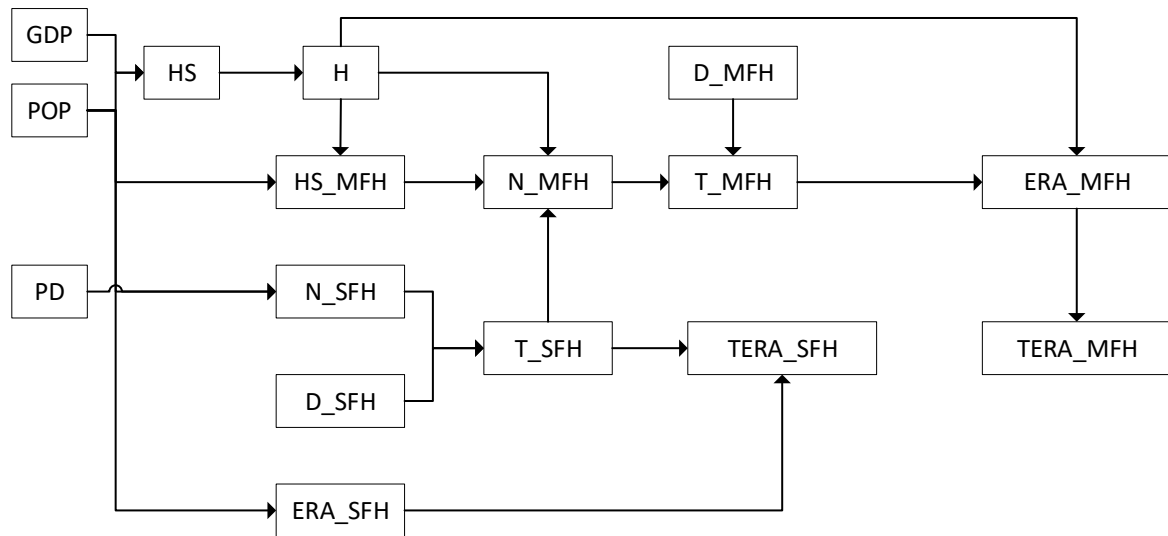 GDP
HS
H
D_MFH
POP
HS_MFH
N_MFH
T_MFH
ERA_MFH
PD
N_SFH
T_SFH
TERA_SFH
TERA_MFH
D_SFH
ERA_SFH